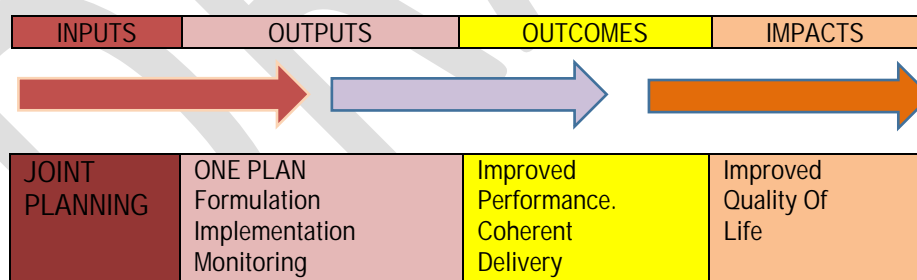 INPUTS OUTPUTS OUTCOMES IMPACTS
JOINT PLANNING
ONE PLAN
Formulation
Implementation
Monitoring
Improved
Performance.
Coherent
Delivery
Improved
Quality Of
Life